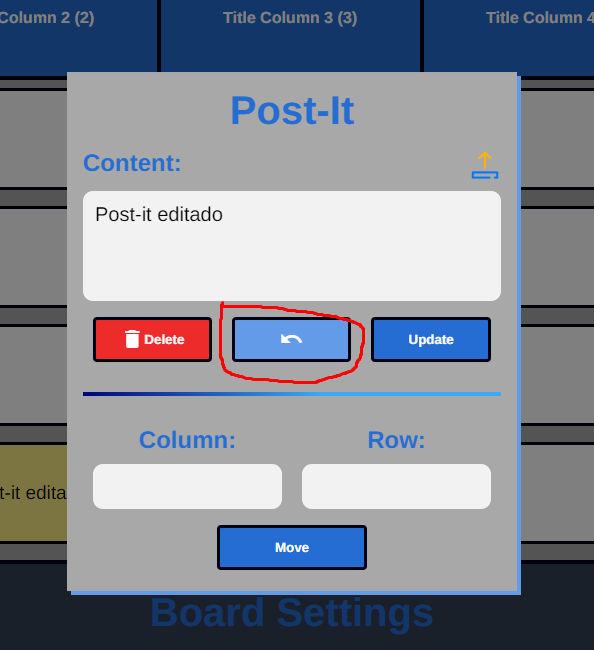 Column 2 (2)
Title Column 3 (3)
Title Column 4
Post-It
Content:
Post-it editado
Delete
Update
Column:
Row:
t-it edita
Move
Board Settings